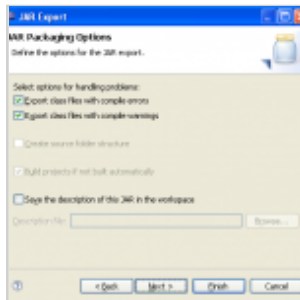 JAR Export
JAR Packaging Options
Define the options for the JAR export.
Select options for handling problems:
Export class files with compile errors
Export class files with compile warnings
Create source folder structure
Build projects if not built automatically
Save the description of this JAR in the workspace
Description file:
Browse...
< Back
Next >
Finish
Cancel